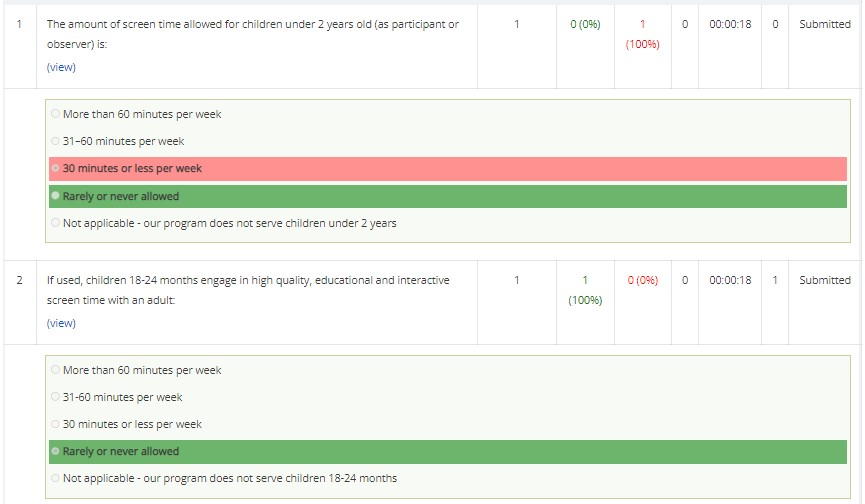 1 The amount of screen time allowed for children under 2 years old (as participant or 1 0 (0%) 1 0 00:00:18 0 Submitted
observer) is: (100%)
(view)
More than 60 minutes per week
31–60 minutes per week
30 minutes or less per week
Rarely or never allowed
Not applicable - our program does not serve children under 2 years
2 If used, children 18-24 months engage in high quality, educational and interactive 1 1 0 (0%) 0 00:00:18 1 Submitted
screen time with an adult: (100%)
(view)
More than 60 minutes per week
31-60 minutes per week
30 minutes or less per week
Rarely or never allowed
Not applicable - our program does not serve children 18-24 months